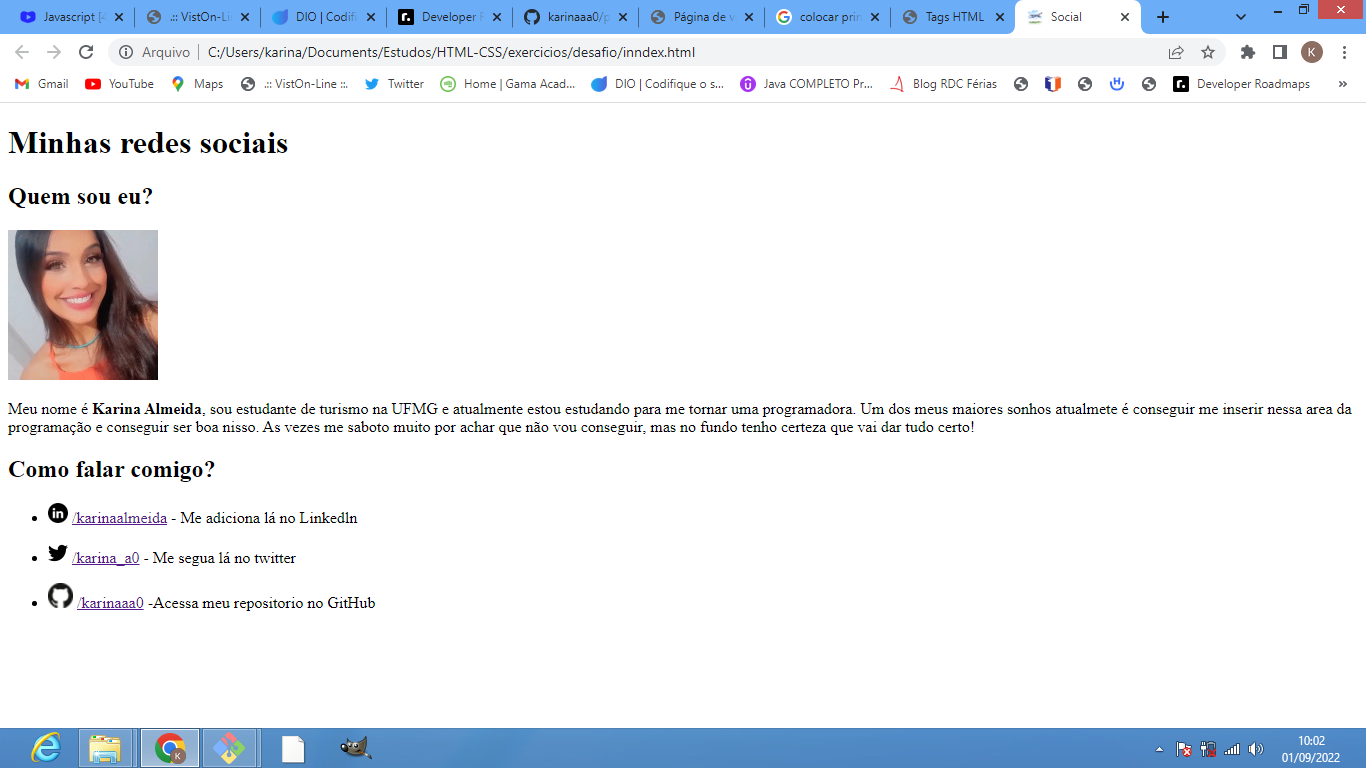 Javascript [4
.:: VistOn-Li
DIO | Codifi
Developer R
karinaaa0/p
Página de v
colocar prin
Tags HTML
Social
Arquivo | C:/Users/karina/Documents/Estudos/HTML-CSS/exercicios/desafio/inndex.html
K
Gmail YouTube Maps .:: VistOn-Line ::. Twitter Home | Gama Acad... DIO | Codifique o s... Java COMPLETO Pr... Blog RDC Férias Developer Roadmaps »
Minhas redes sociais
Quem sou eu?
Meu nome é Karina Almeida, sou estudante de turismo na UFMG e atualmente estou estudando para me tornar uma programadora. Um dos meus maiores sonhos atualmete é conseguir me inserir nessa area da
programação e conseguir ser boa nisso. As vezes me saboto muito por achar que não vou conseguir, mas no fundo tenho certeza que vai dar tudo certo!
Como falar comigo?
/karinaalmeida - Me adiciona lá no Linkedln
/karina_a0 - Me segua lá no twitter
/karinaaa0 -Acessa meu repositorio no GitHub
10:02
01/09/2022